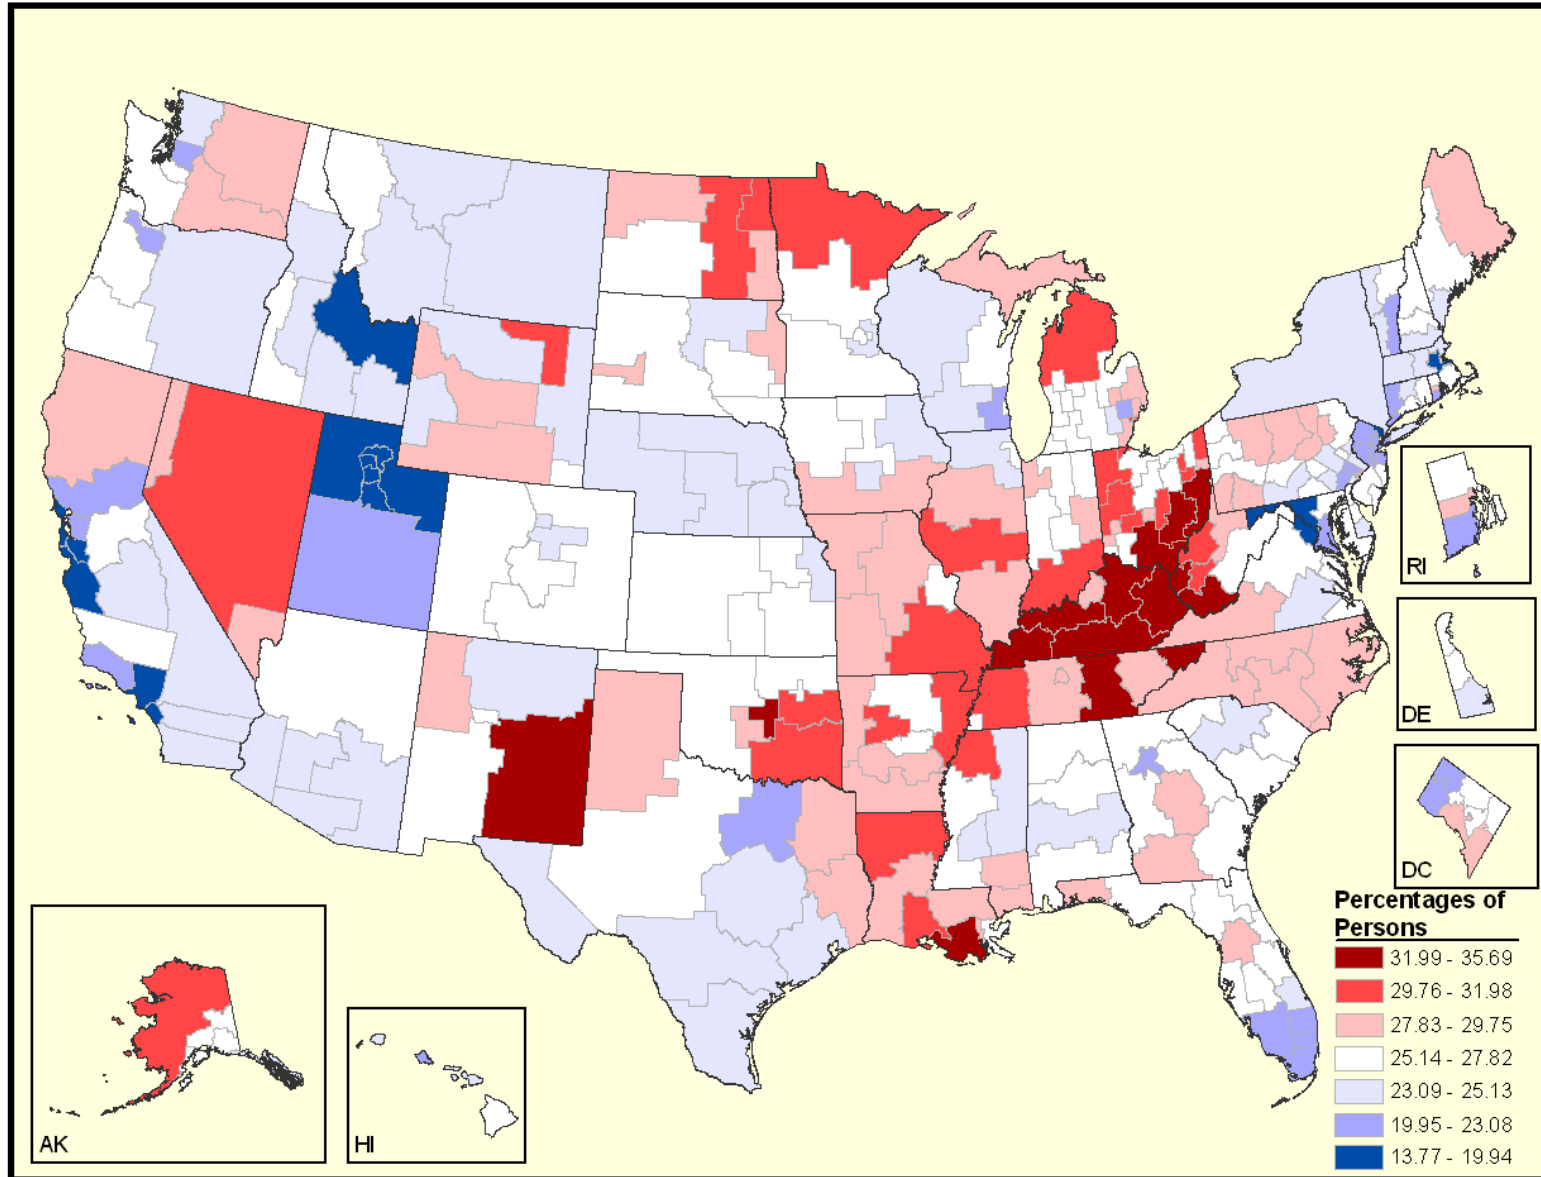 RI
DE
DC
AK
HI
Percentages of
Persons
31.99 - 35.69
29.76 - 31.98
27.83 - 29.75
25.14 - 27.82
23.09 - 25.13
19.95 - 23.08
13.77 - 19.94